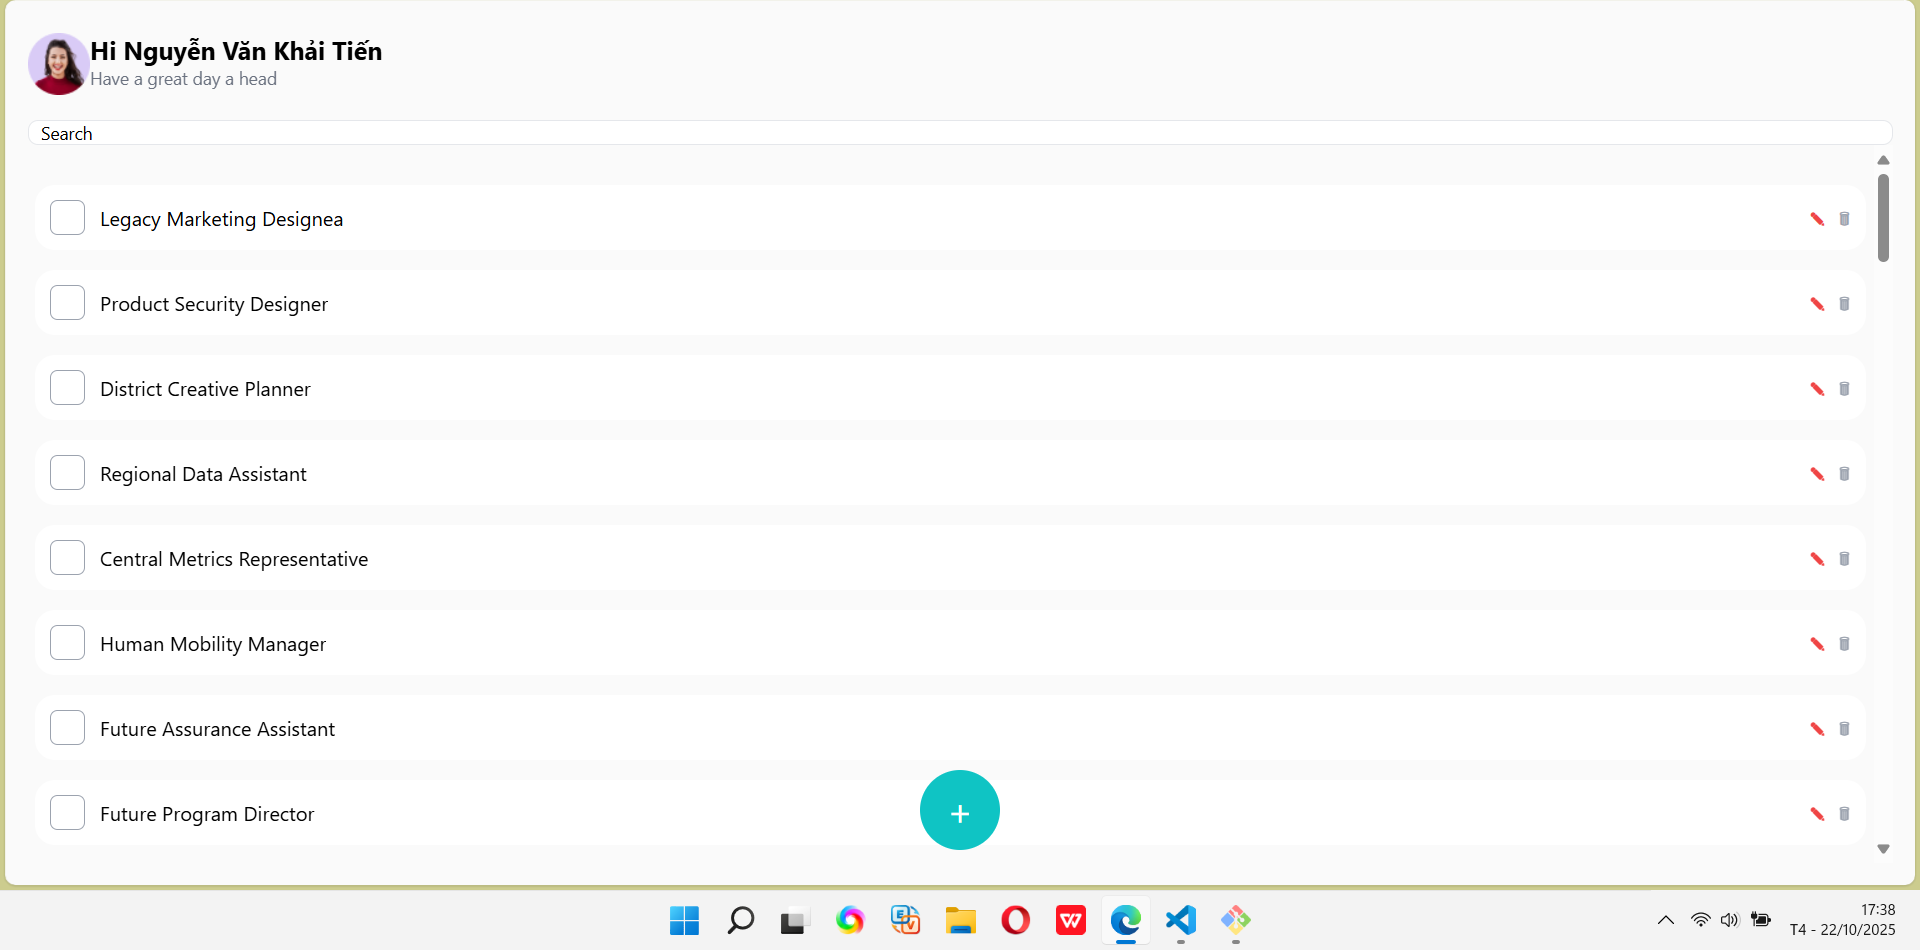 Hi Nguyễn Văn Khải Tiến
Have a great day a head
Search
Legacy Marketing Designea
Product Security Designer
District Creative Planner
Regional Data Assistant
Central Metrics Representative
Human Mobility Manager
Future Assurance Assistant
Future Program Director
+
17:38
T4 - 22/10/2025